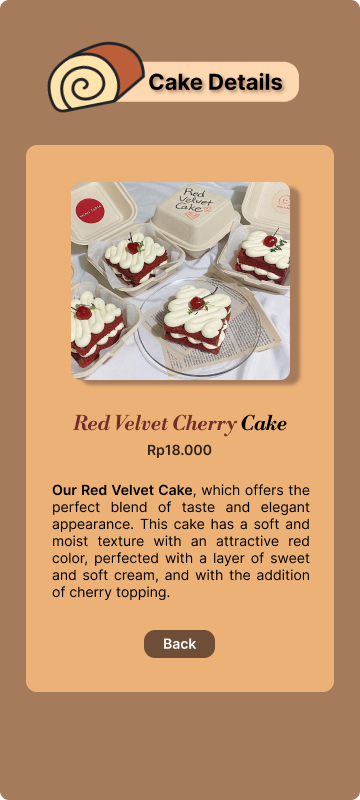 Cake Details
Red
Velvet
Cake
Red Velvet Cherry Cake
Rp18.000
Our Red Velvet Cake, which offers the
perfect blend of taste and elegant
appearance. This cake has a soft and
moist texture with an attractive red
color, perfected with a layer of sweet
and soft cream, and with the addition
of cherry topping.
Back